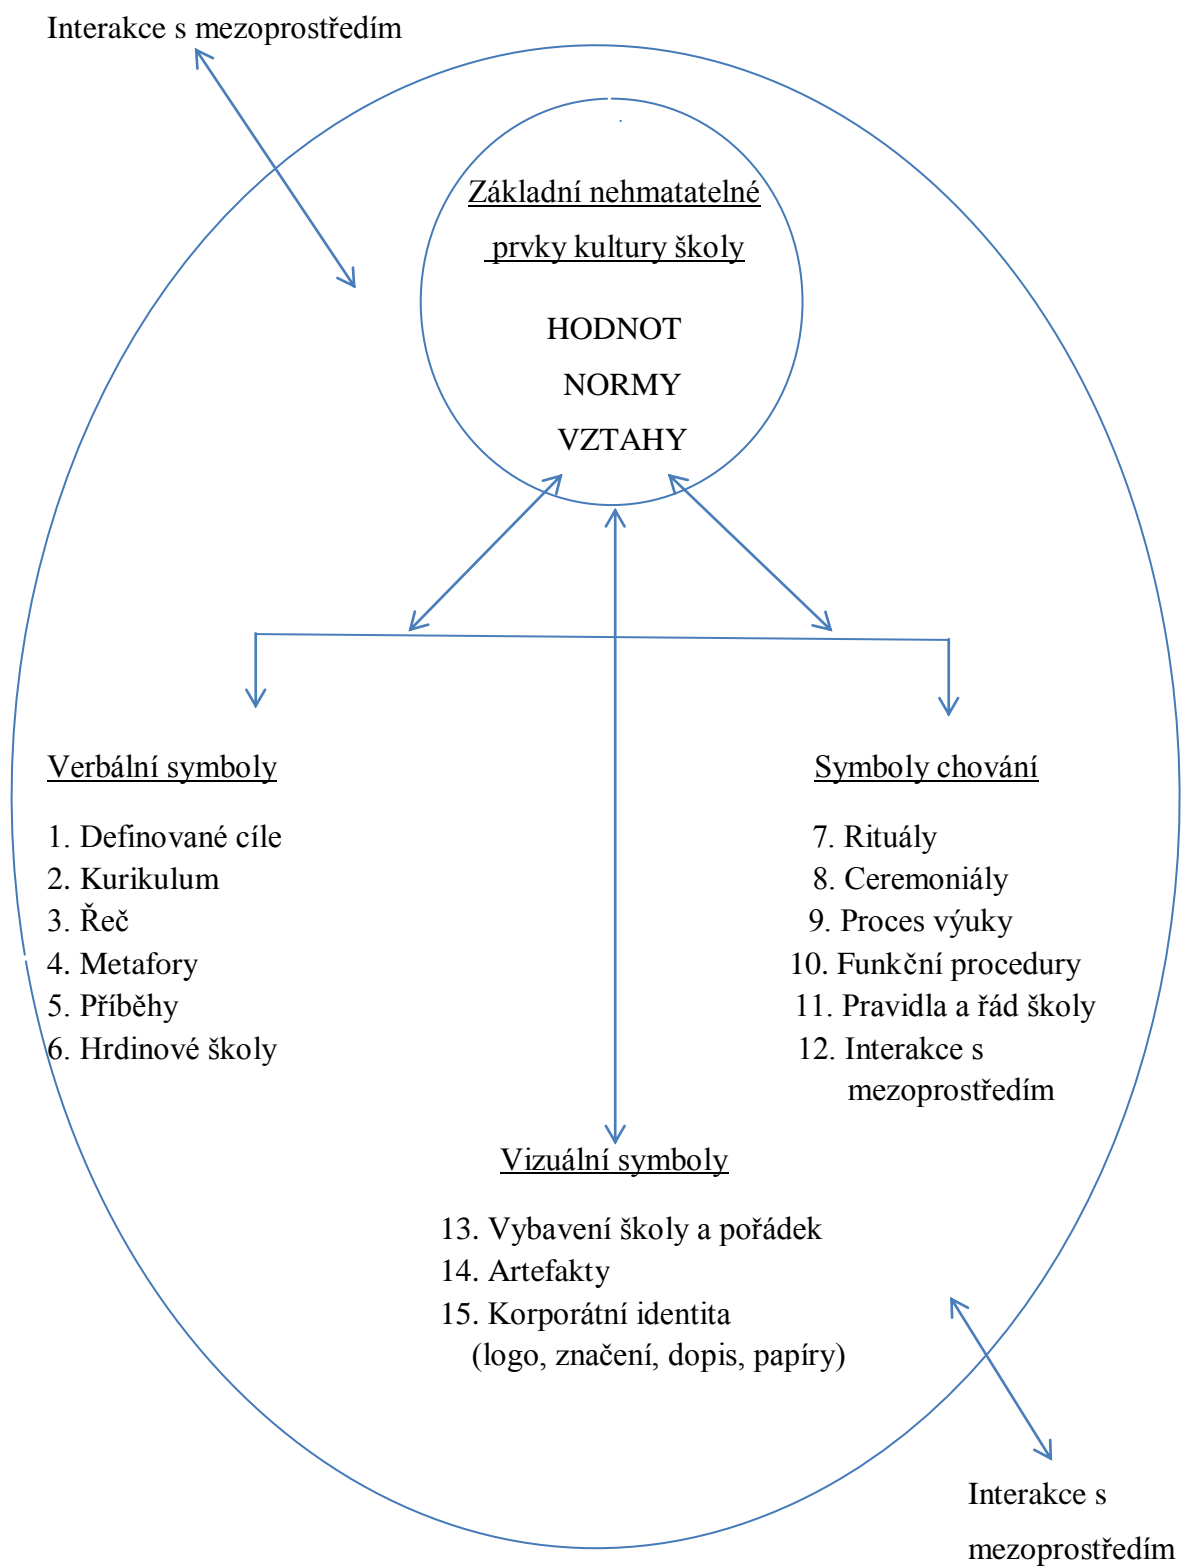 Interakce s mezoprostředím
Základní nehmatatelné
prvky kultury školy
HODNOT
NORMY
VZTAHY
Verbální symboly
1. Definované cíle
2. Kurikulum
3. Řeč
4. Metafory
5. Příběhy
6. Hrdinové školy
Symboly chování
7. Rituály
8. Ceremoniály
9. Proces výuky
10. Funkční procedury
11. Pravidla a řád školy
12. Interakce s
mezoprostředím
Vizuální symboly
13. Vybavení školy a pořádek
14. Artefakty
15. Korporátní identita
(logo, značení, dopis, papíry)
Interakce s
mezoprostředím